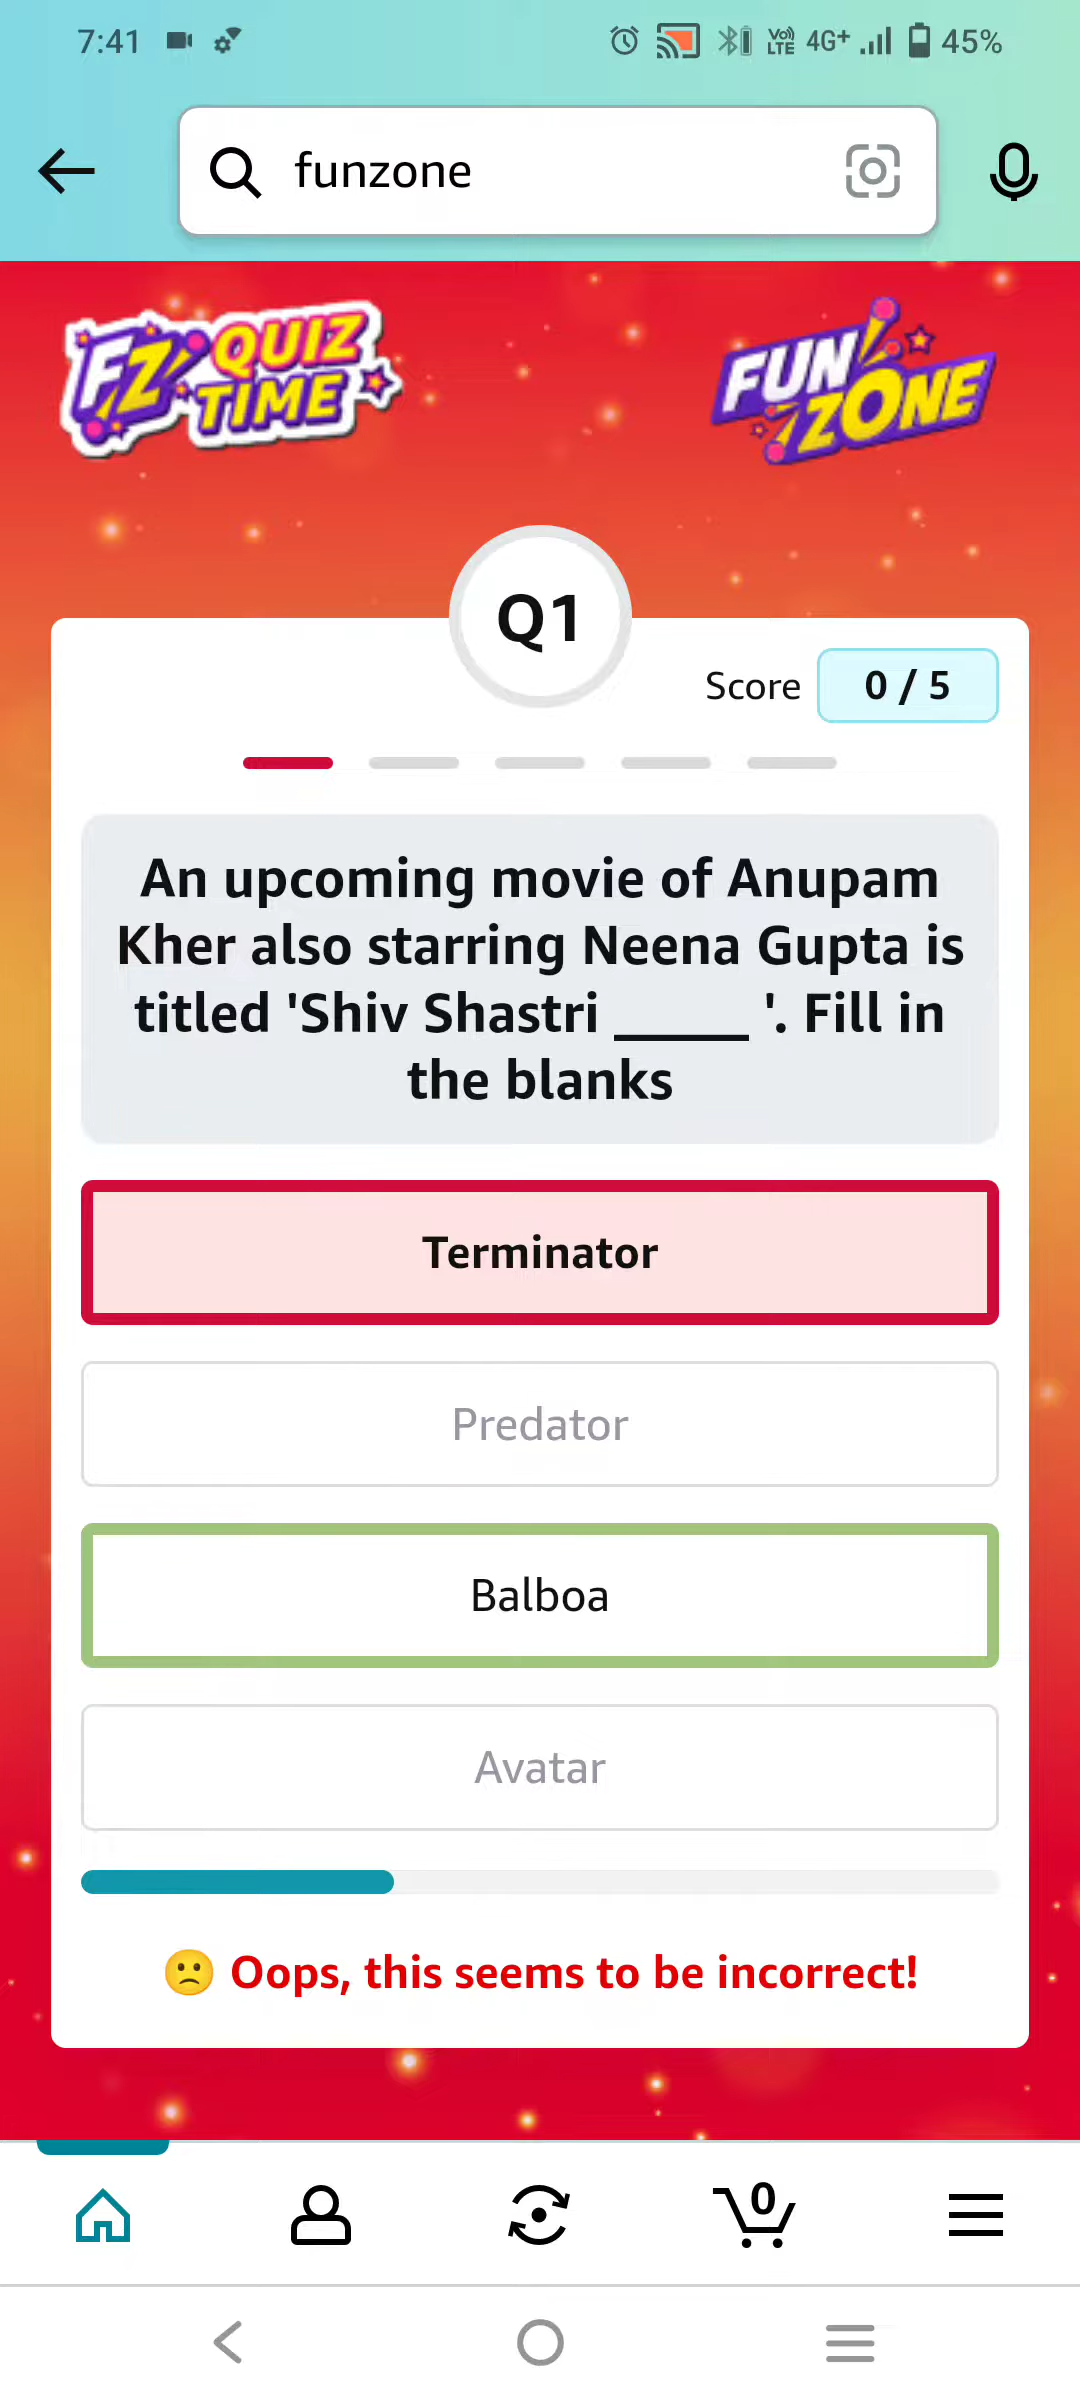 7:41
Vo)) LTE 4G+ 45%
funzone
FZ QUIZ TIME
FUN ZONE
Q1
Score 0 / 5
An upcoming movie of Anupam
Kher also starring Neena Gupta is
titled 'Shiv Shastri _____ '. Fill in
the blanks
Terminator
Predator
Balboa
Avatar
Oops, this seems to be incorrect!
0